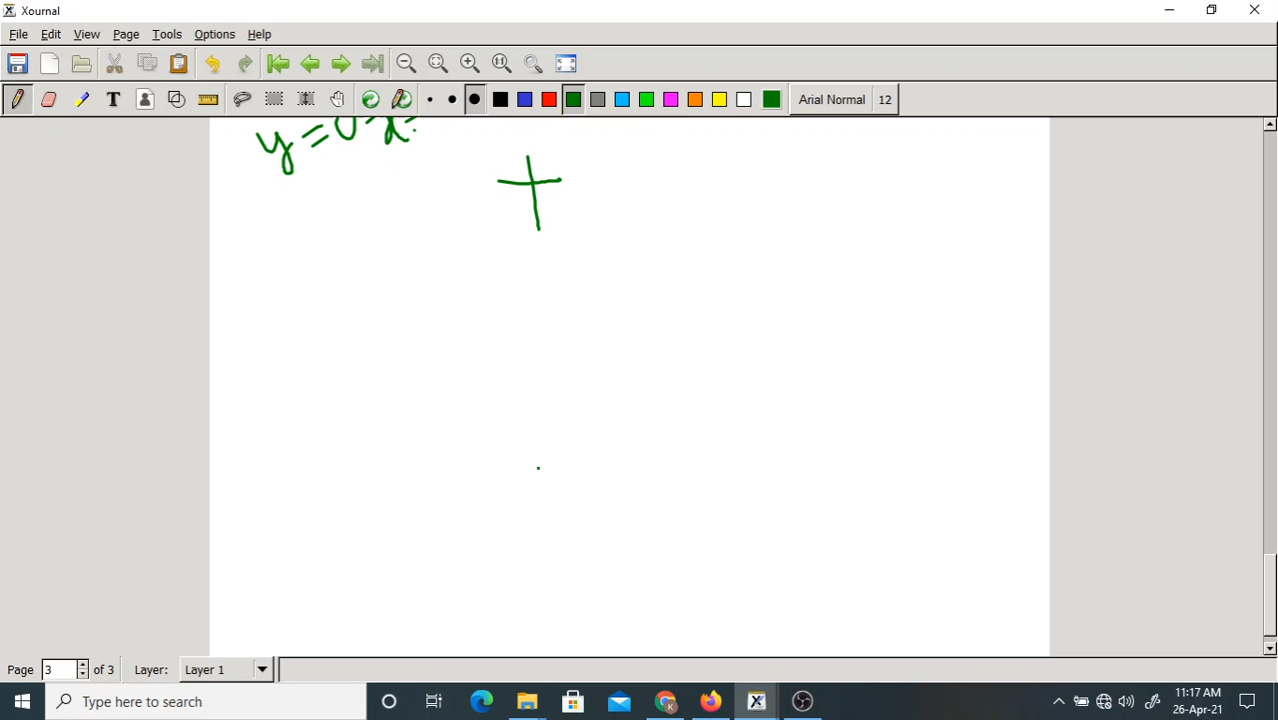 Xournal
File Edit View Page Tools Options Help
Arial Normal 12
y = 0
Page 3 of 3 Layer: Layer 1
Type here to search
11:17 AM
26-Apr-21